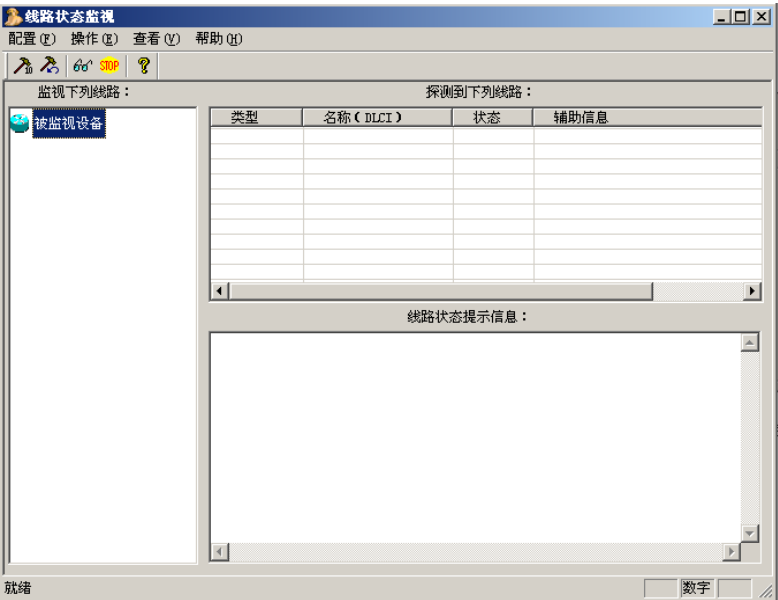 线路状态监视
配置(F) 操作(E) 查看(V) 帮助(H)
STOP
监视下列线路：
探测到下列线路：
被监视设备
类型 名称(DLCI) 状态 辅助信息
线路状态提示信息：
就绪
数字